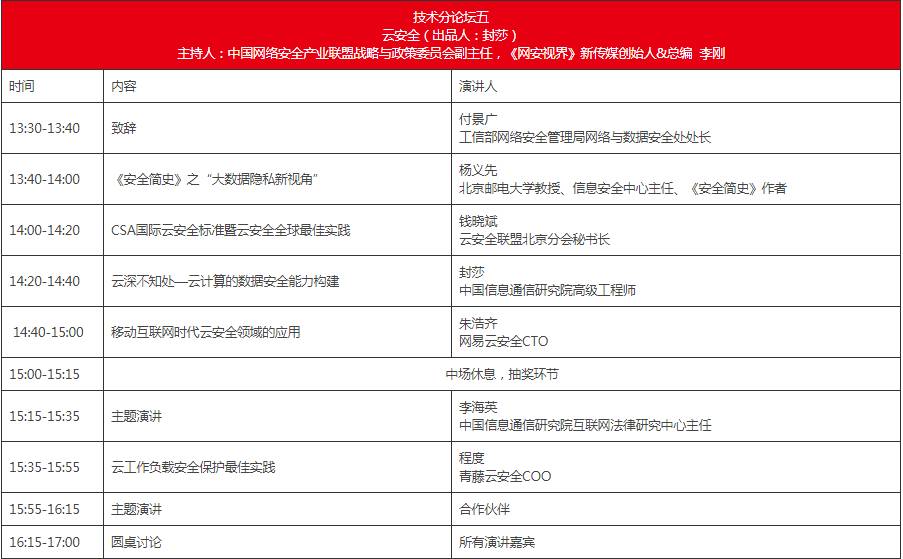 技术分论坛五
云安全（出品人：封莎）
主持人：中国网络安全产业联盟战略与政策委员会副主任，《网安视界》新传媒创始人&总编 李刚
时间 内容 演讲人
13:30-13:40 致辞 付景广
工信部网络安全管理局网络与数据安全处处长
13:40-14:00 《安全简史》之“大数据隐私新视角” 杨义先
北京邮电大学教授、信息安全中心主任、《安全简史》作者
14:00-14:20 CSA国际云安全标准暨云安全全球最佳实践 钱晓斌
云安全联盟北京分会秘书长
14:20-14:40 云深不知处—云计算的数据安全能力构建 封莎
中国信息通信研究院高级工程师
14:40-15:00 移动互联网时代云安全领域的应用 朱浩齐
网易云安全CTO
15:00-15:15 中场休息，抽奖环节
15:15-15:35 主题演讲 李海英
中国信息通信研究院互联网法律研究中心主任
15:35-15:55 云工作负载安全保护最佳实践 程度
青藤云安全COO
15:55-16:15 主题演讲 合作伙伴
16:15-17:00 圆桌讨论 所有演讲嘉宾